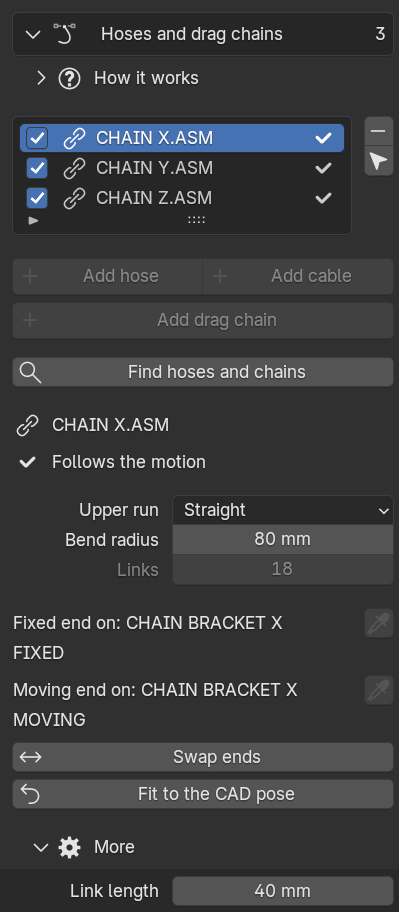 Hoses and drag chains 3
How it works
CHAIN X.ASM
CHAIN Y.ASM
CHAIN Z.ASM
Add hose Add cable
Add drag chain
Find hoses and chains
CHAIN X.ASM
Follows the motion
Upper run Straight
Bend radius 80 mm
Links 18
Fixed end on: CHAIN BRACKET X
FIXED
Moving end on: CHAIN BRACKET X
MOVING
Swap ends
Fit to the CAD pose
More
Link length 40 mm